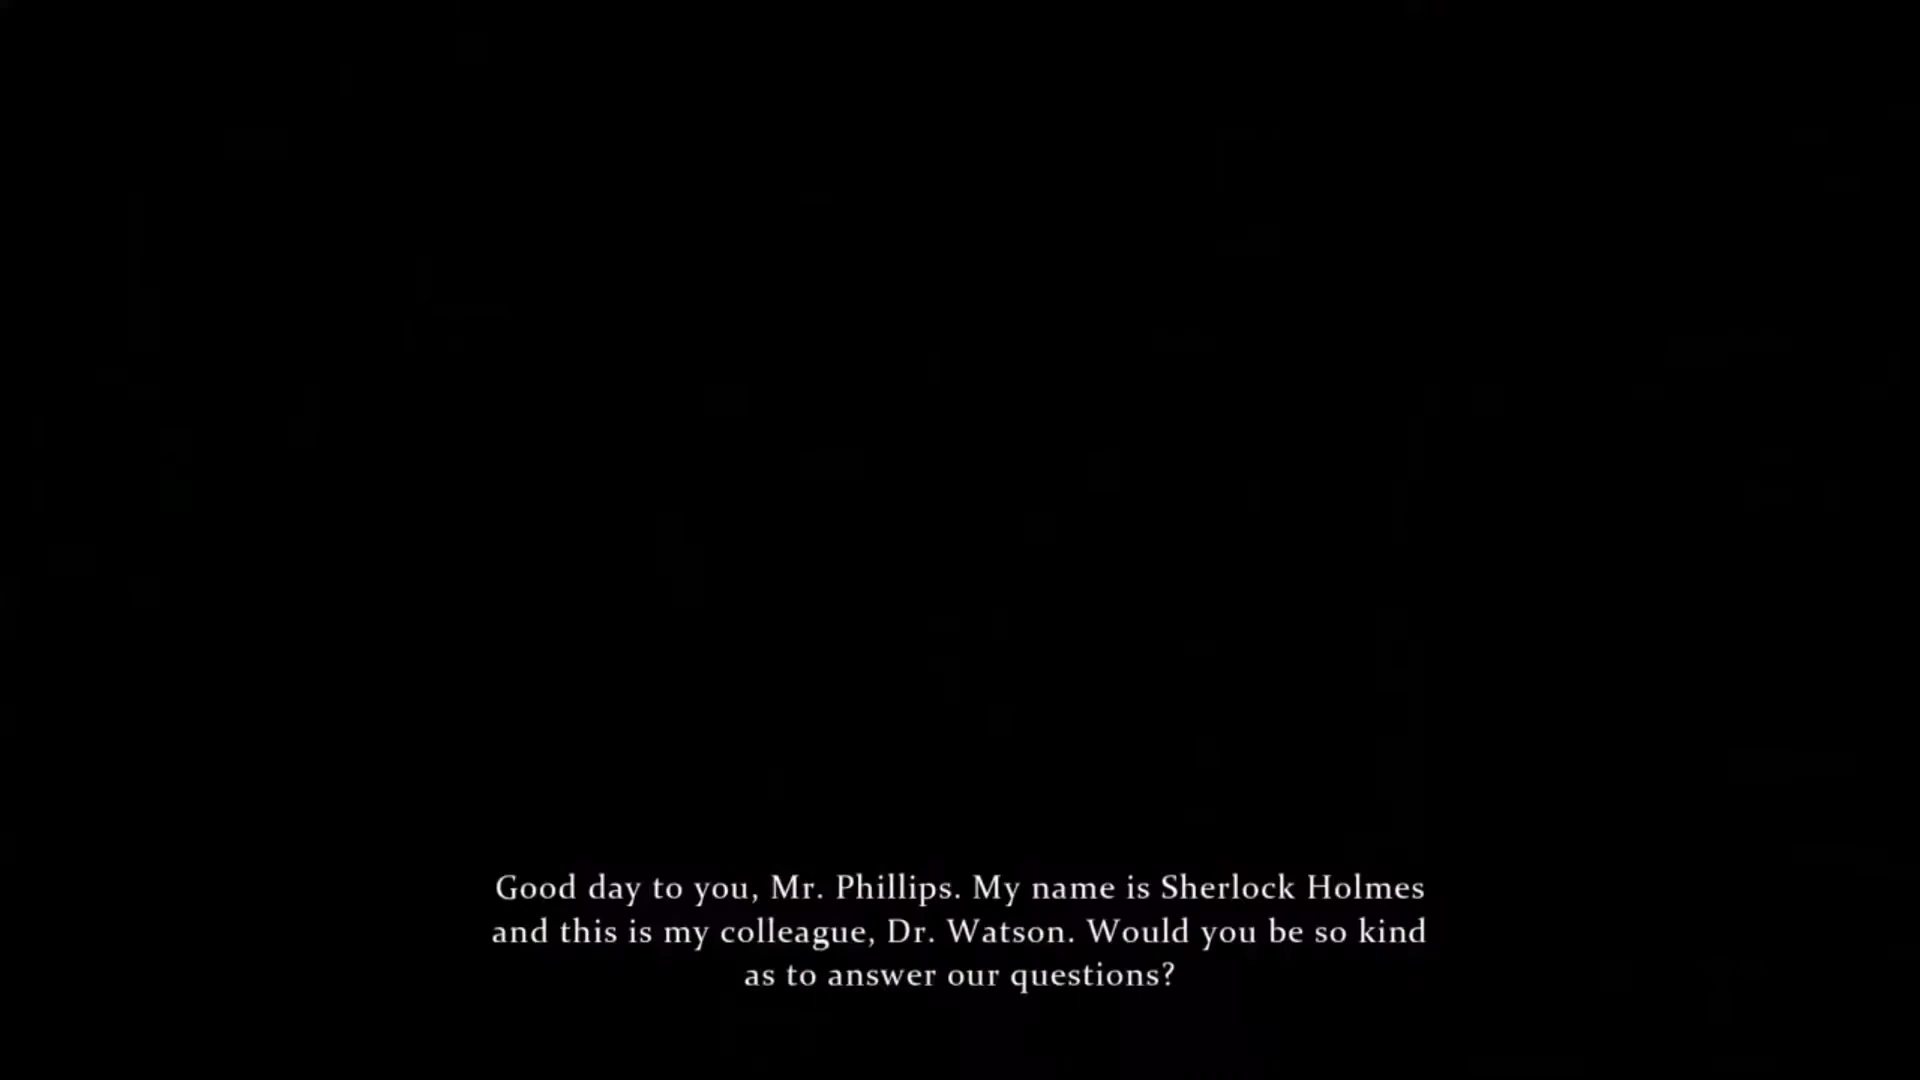 Good day to you, Mr. Phillips. My name is Sherlock Holmes
and this is my colleague, Dr. Watson. Would you be so kind
as to answer our questions?